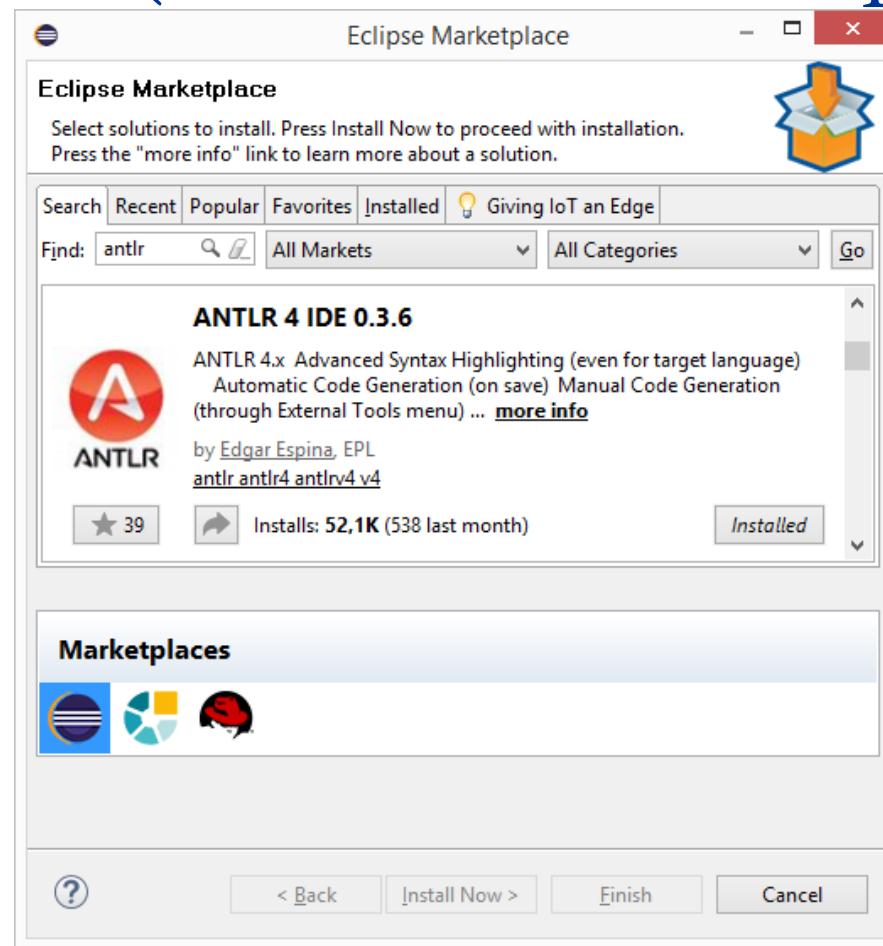 Eclipse Marketplace
Eclipse Marketplace
Select solutions to install. Press Install Now to proceed with installation.
Press the "more info" link to learn more about a solution.
Search Recent Popular Favorites Installed Giving IoT an Edge
Find: antlr All Markets All Categories Go
ANTLR 4 IDE 0.3.6
ANTLR 4.x Advanced Syntax Highlighting (even for target language)
Automatic Code Generation (on save) Manual Code Generation
(through External Tools menu) ... more info
ANTLR
by Edgar Espina, EPL
antlr antlr4 antlrv4 v4
39 Installs: 52,1K (538 last month) Installed
Marketplaces
? < Back Install Now > Finish Cancel